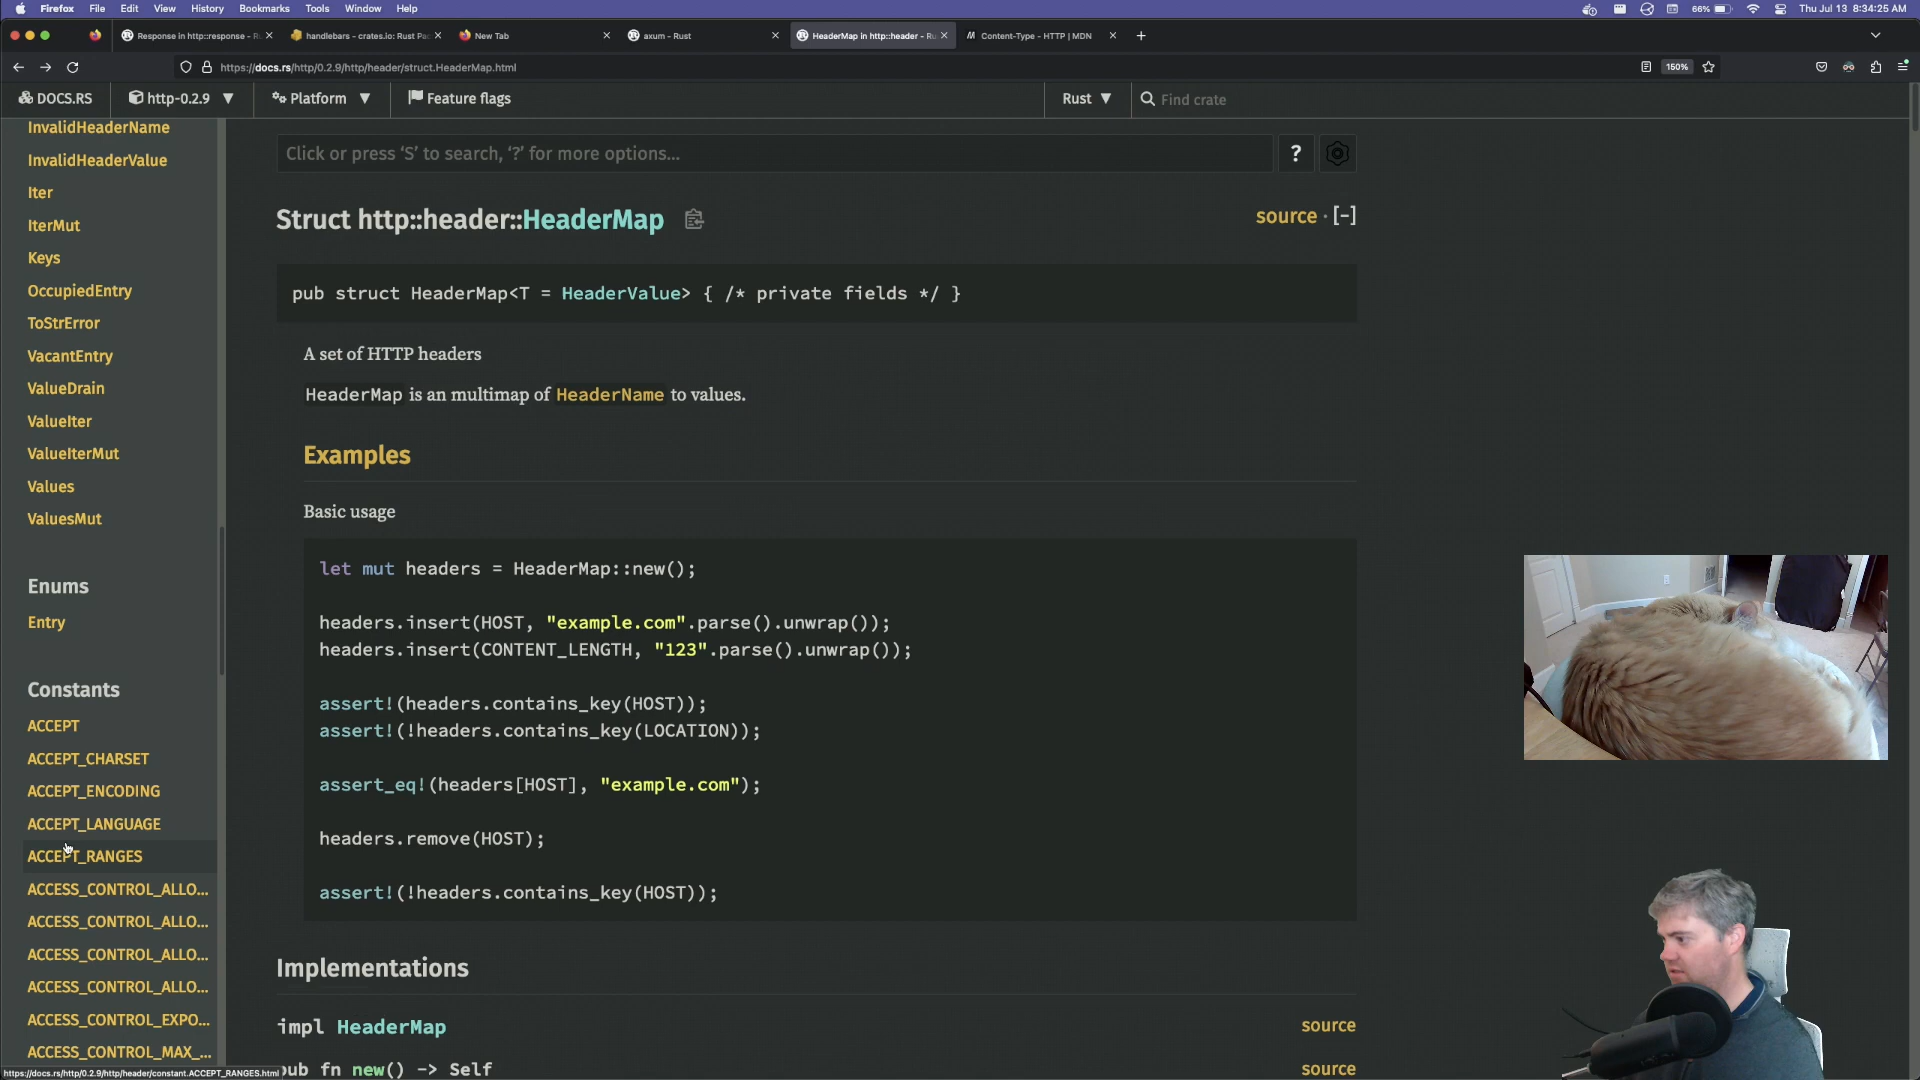 Firefox File Edit View History Bookmarks Tools Window Help 66% Thu Jul 13 8:34:25 AM
Response in http::response - Ru handlebars - crates.io: Rust Pac New Tab axum - Rust HeaderMap in http::header - Ru Content-Type - HTTP | MDN
https://docs.rs/http/0.2.9/http/header/struct.HeaderMap.html 150%
DOCS.RS http-0.2.9 Platform Feature flags Rust Find crate
InvalidHeaderName
InvalidHeaderValue
Iter
IterMut
Keys
OccupiedEntry
ToStrError
VacantEntry
ValueDrain
ValueIter
ValueIterMut
Values
ValuesMut
Enums
Entry
Constants
ACCEPT
ACCEPT_CHARSET
ACCEPT_ENCODING
ACCEPT_LANGUAGE
ACCEPT_RANGES
ACCESS_CONTROL_ALLO...
ACCESS_CONTROL_ALLO...
ACCESS_CONTROL_ALLO...
ACCESS_CONTROL_ALLO...
ACCESS_CONTROL_EXPO...
ACCESS_CONTROL_MAX_...
https://docs.rs/http/0.2.9/http/header/constant.ACCEPT_RANGES.html
Click or press ‘S’ to search, ‘?’ for more options...
?
Struct http::header::HeaderMap source · [-]
pub struct HeaderMap<T = HeaderValue> { /* private fields */ }
A set of HTTP headers
HeaderMap is an multimap of HeaderName to values.
Examples
Basic usage
let mut headers = HeaderMap::new();
headers.insert(HOST, "example.com".parse().unwrap());
headers.insert(CONTENT_LENGTH, "123".parse().unwrap());
assert!(headers.contains_key(HOST));
assert!(!headers.contains_key(LOCATION));
assert_eq!(headers[HOST], "example.com");
headers.remove(HOST);
assert!(!headers.contains_key(HOST));
Implementations
impl HeaderMap source
pub fn new() -> Self source